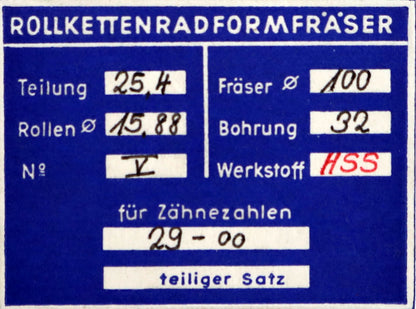 ROLLKETTENRADFORMFRÄSER
Teilung 25,4 Fräser Ø 100
Rollen Ø 15,88 Bohrung 32
Nº V Werkstoff HSS
für Zähnezahlen
29-00
teiliger Satz